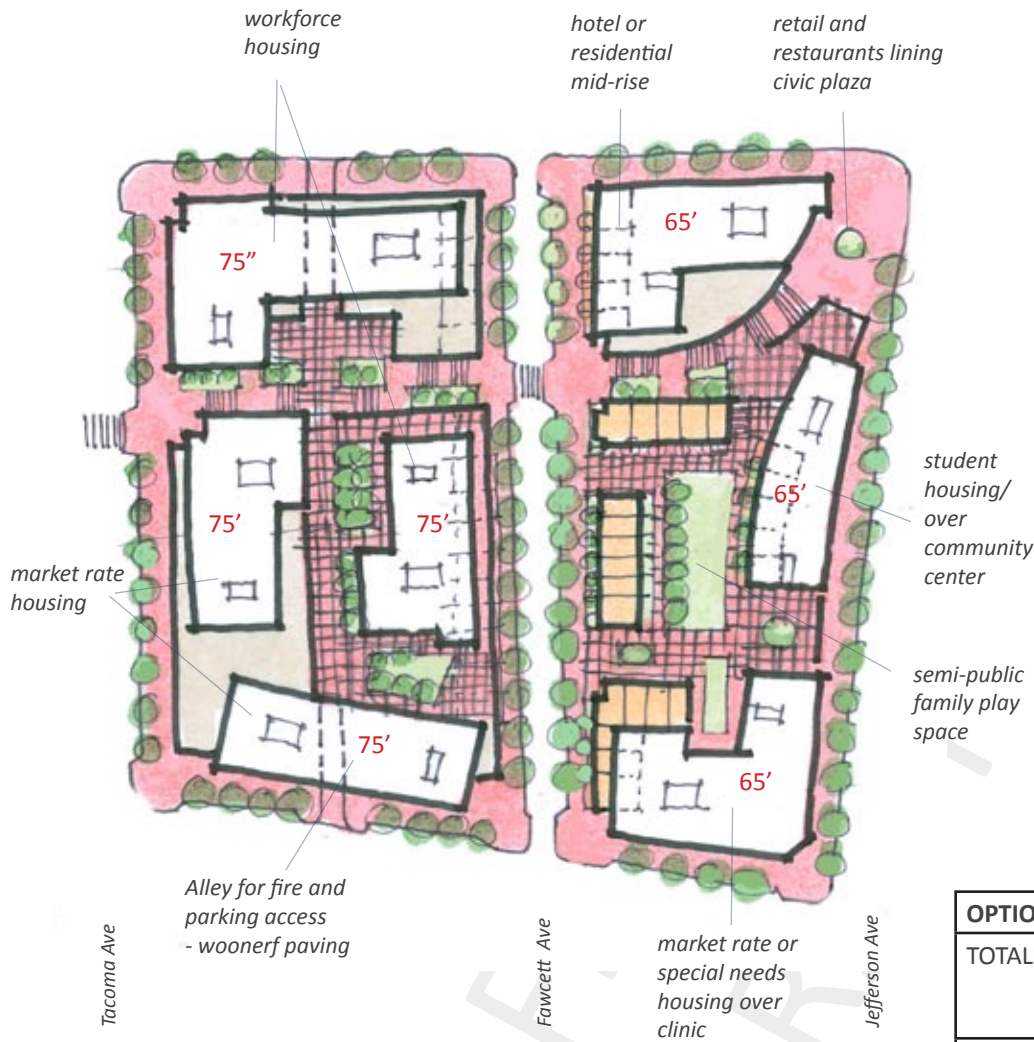 workforce
housing
hotel or
residential
mid-rise
retail and
restaurants lining
civic plaza
75”
65’
75’
75’
65’
student
housing/
over
community
center
market rate
housing
semi-public
family play
space
75’
65’
Alley for fire and
parking access
- woonerf paving
market rate or
special needs
housing over
clinic
Tacoma Ave
Fawcett Ave
Jefferson Ave
TOTAL